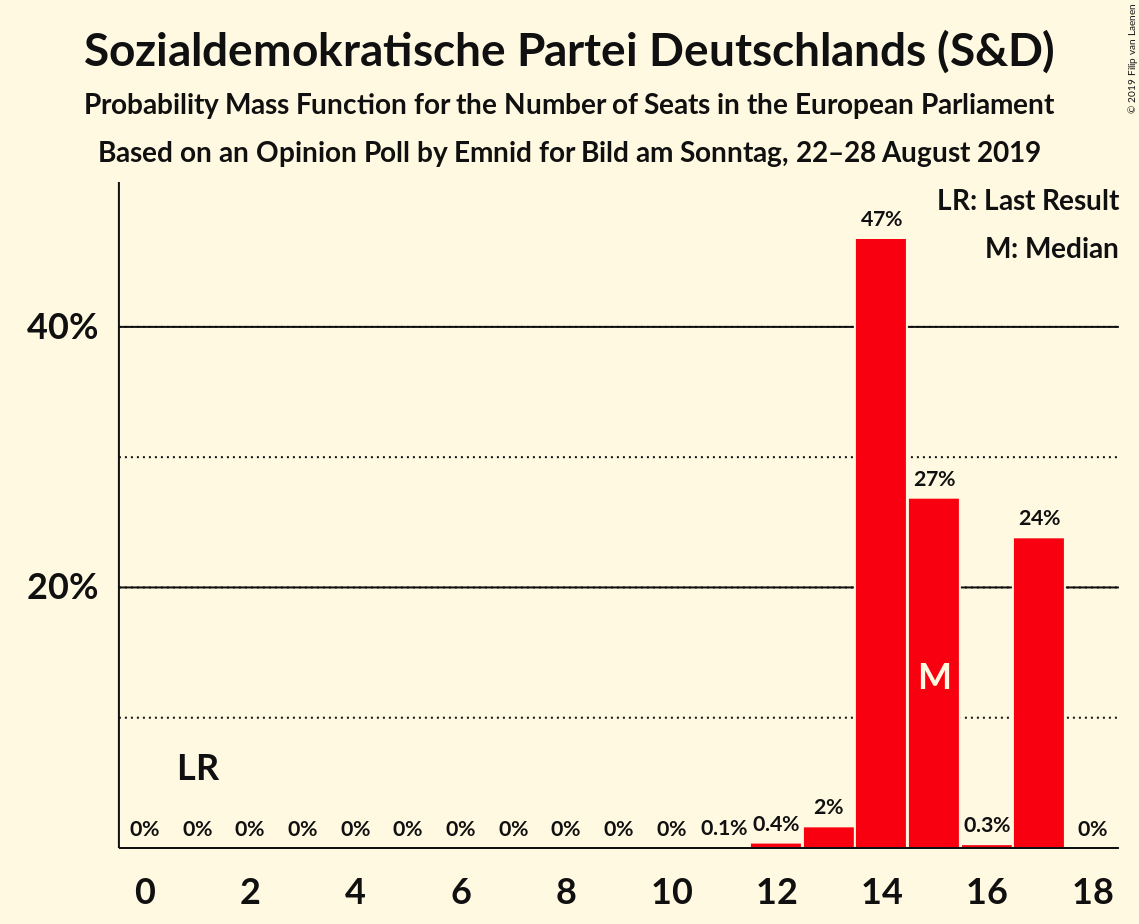 Sozialdemokratische Partei Deutschlands (S&D)
Probability Mass Function for the Number of Seats in the European Parliament
Based on an Opinion Poll by Emnid for Bild am Sonntag, 22–28 August 2019
© 2019 Filip van Laenen
LR: Last Result
M: Median
47%
40%
27%
24%
20%
M
LR
0% 0% 0% 0% 0% 0% 0% 0% 0% 0% 0% 0.1% 0.4% 2% 0.3% 0%
0 2 4 6 8 10 12 14 16 18